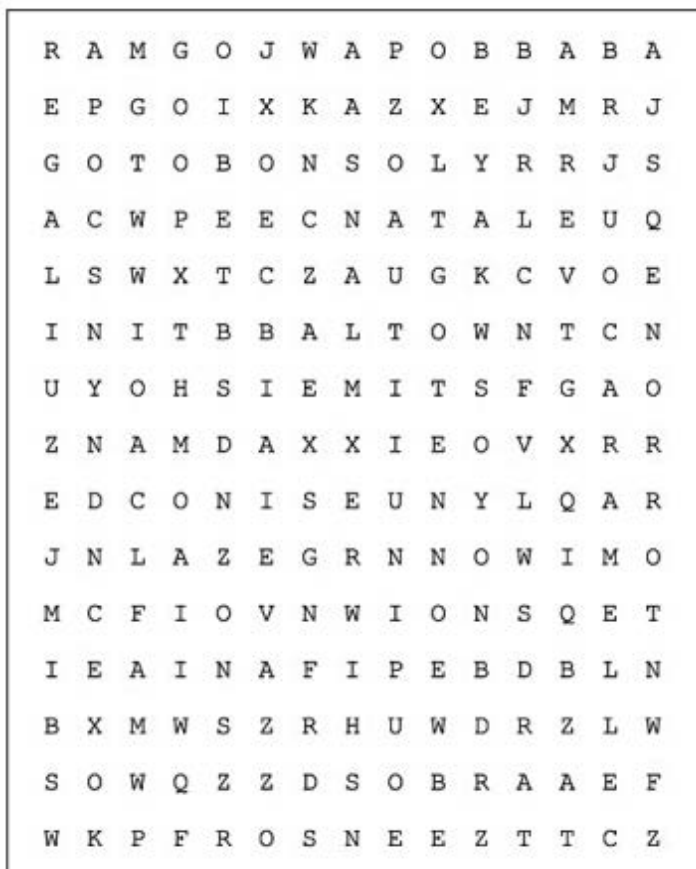 R A M G O J W A P O B B A B A
E P G O I X K A Z X E J M R J
G O T O B O N S O L Y R R J S
A C W P E E C N A T A L E U Q
L S W X T C Z A U G K C V O E
I N I T B B A L T O W N T C N
U Y O H S I E M I T S F G A O
Z N A M D A X X I E O V X R R
E D C O N I S E U N Y L Q A R
J N L A Z E G R N N O W I M O
M C F I O V N W I O N S Q E T
I E A I N A F I P E B D B L N
B X M W S Z R H U W D R Z L W
S O W Q Z Z D S O B R A A E F
W K P F R O S N E E Z T T C Z